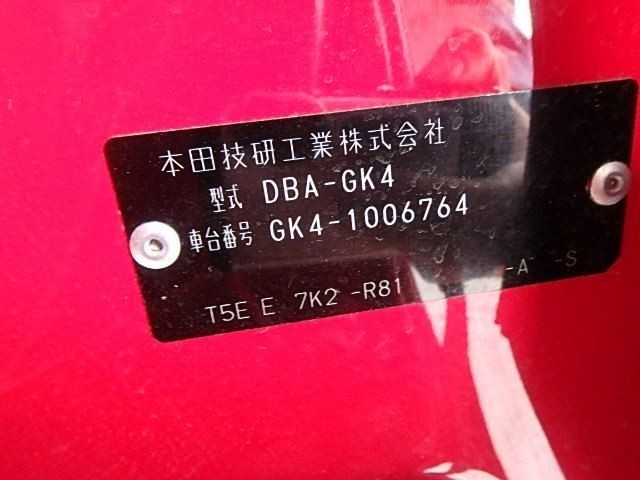 本田技研工業株式会社
型式 DBA-GK4
車台番号 GK4-1006764
T5E E 7K2 -R81 -A -S